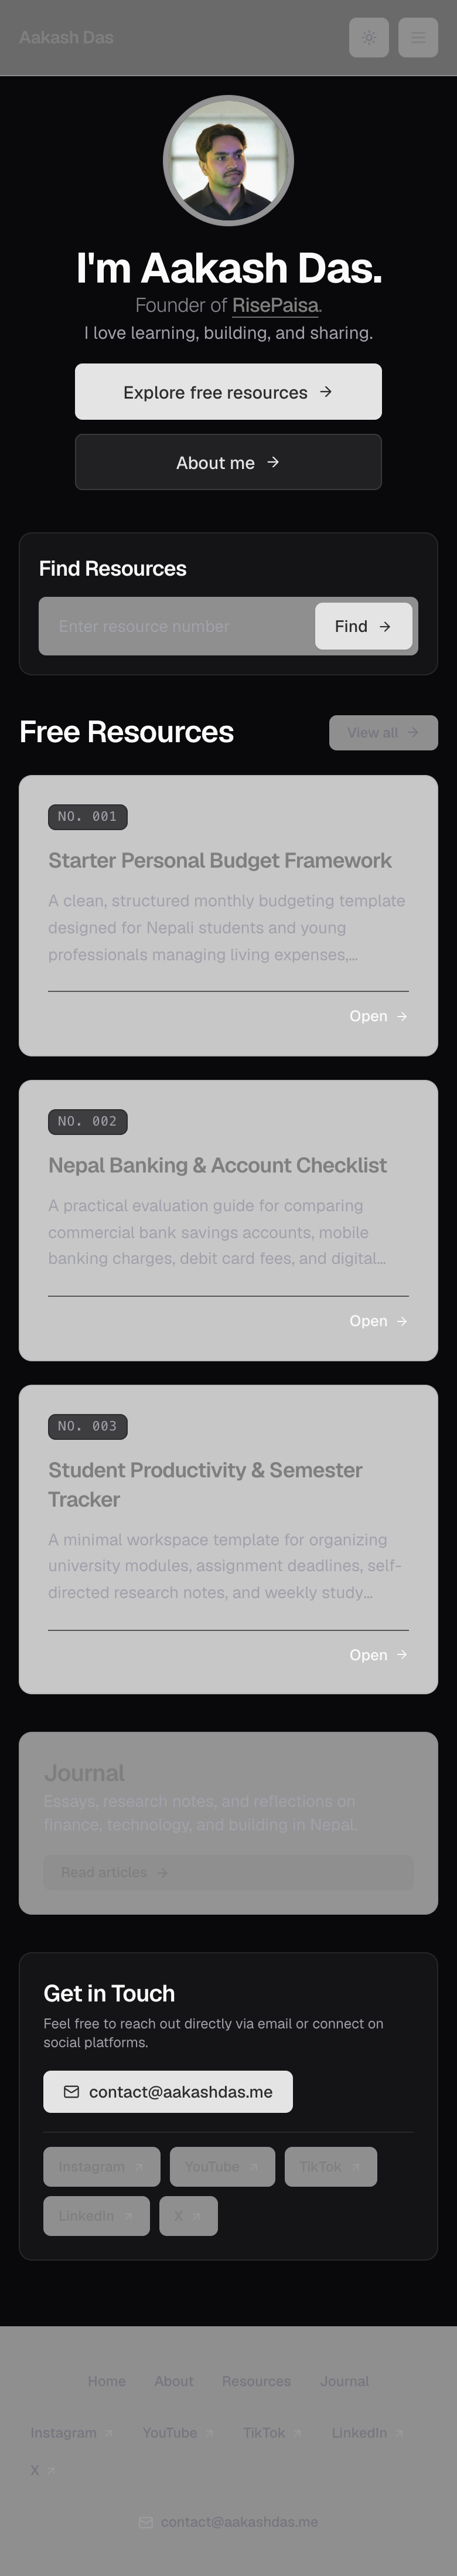 Aakash Das
I'm Aakash Das.
Founder of RisePaisa.
I love learning, building, and sharing.
Explore free resources →
About me →
Find Resources
Enter resource number
Find →
Free Resources
View all →
NO. 001
Starter Personal Budget Framework
A clean, structured monthly budgeting template
designed for Nepali students and young
professionals managing living expenses,...
Open →
NO. 002
Nepal Banking & Account Checklist
A practical evaluation guide for comparing
commercial bank savings accounts, mobile
banking charges, debit card fees, and digital...
Open →
NO. 003
Student Productivity & Semester
Tracker
A minimal workspace template for organizing
university modules, assignment deadlines, self-
directed research notes, and weekly study...
Open →
Journal
Essays, research notes, and reflections on
finance, technology, and building in Nepal.
Read articles →
Get in Touch
Feel free to reach out directly via email or connect on
social platforms.
contact@aakashdas.me
Instagram ↗ YouTube ↗ TikTok ↗
LinkedIn ↗ X ↗
Home About Resources Journal
Instagram ↗ YouTube ↗ TikTok ↗ LinkedIn ↗
X ↗
contact@aakashdas.me